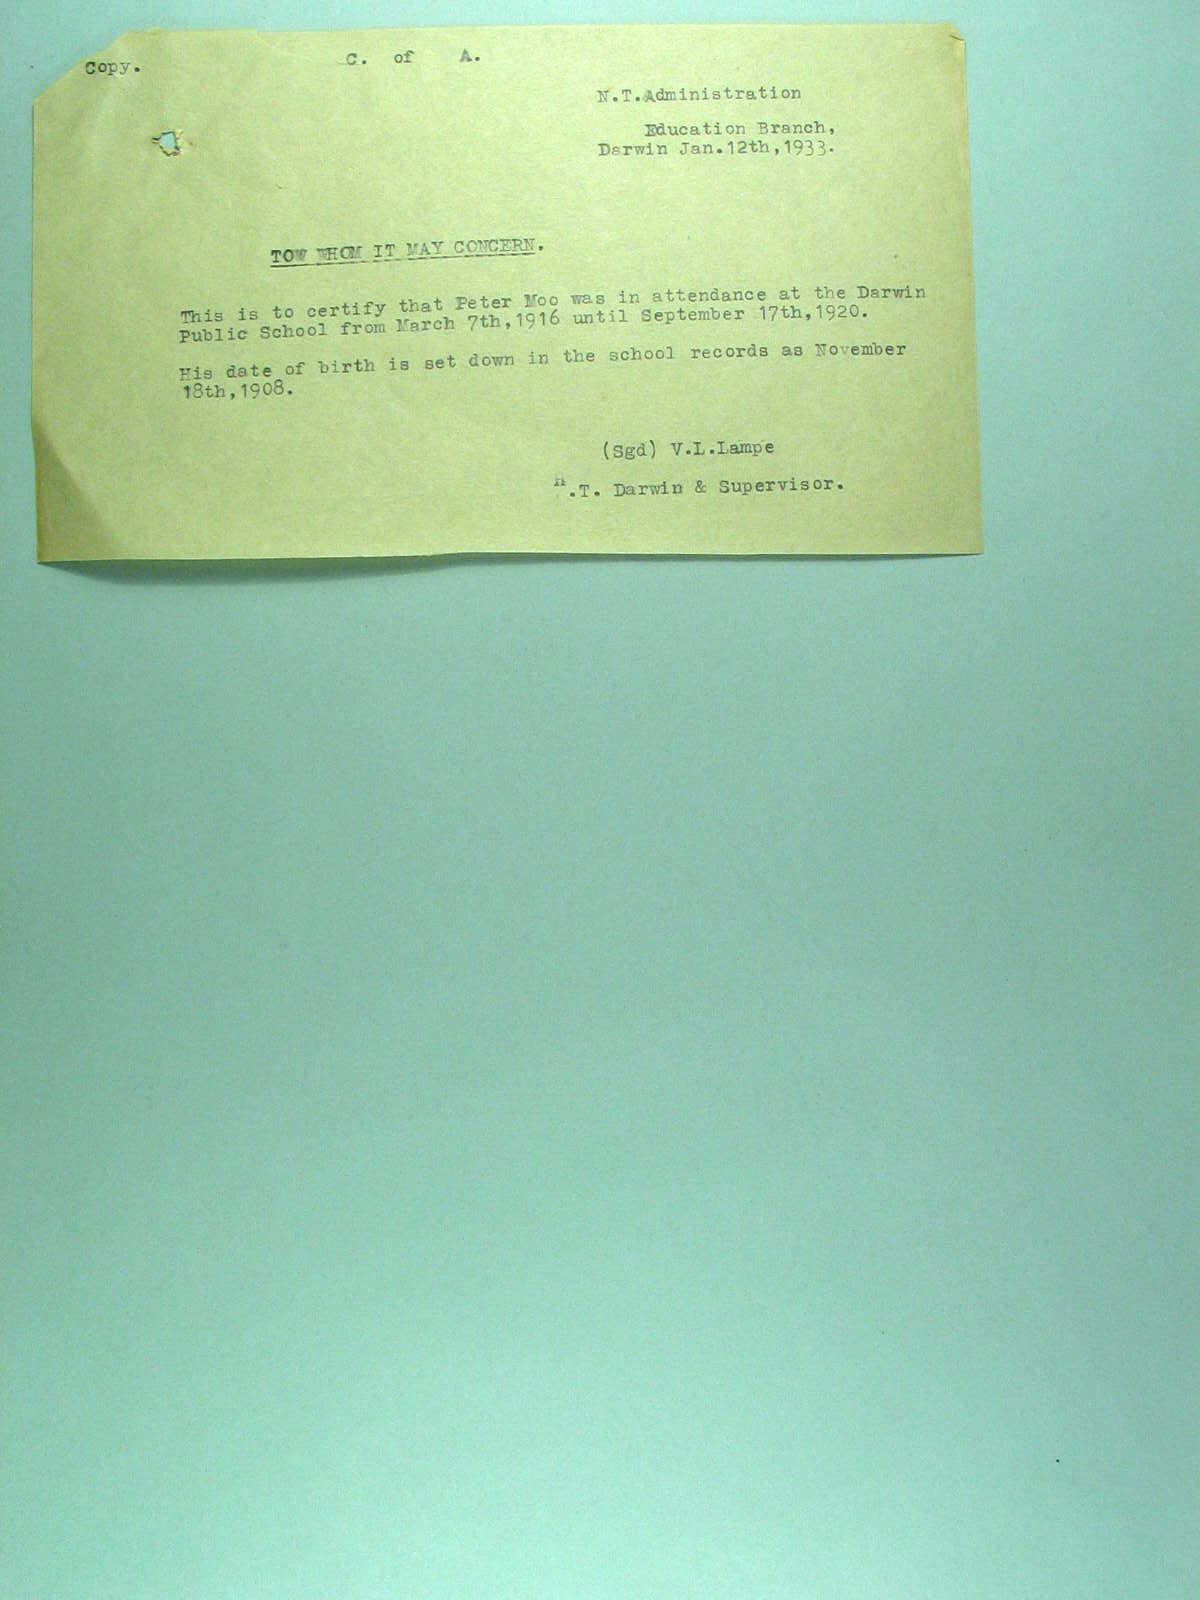 Copy.
C. of A.
N.T.Administration
Education Branch,
Darwin Jan.12th,1933.
TOW WHOM IT MAY CONCERN.
This is to certify that Peter Moo was in attendance at the Darwin
Public School from March 7th,1916 until September 17th,1920.
His date of birth is set down in the school records as November
18th,1908.
(Sgd) V.L.Lampe
H.T. Darwin & Supervisor.